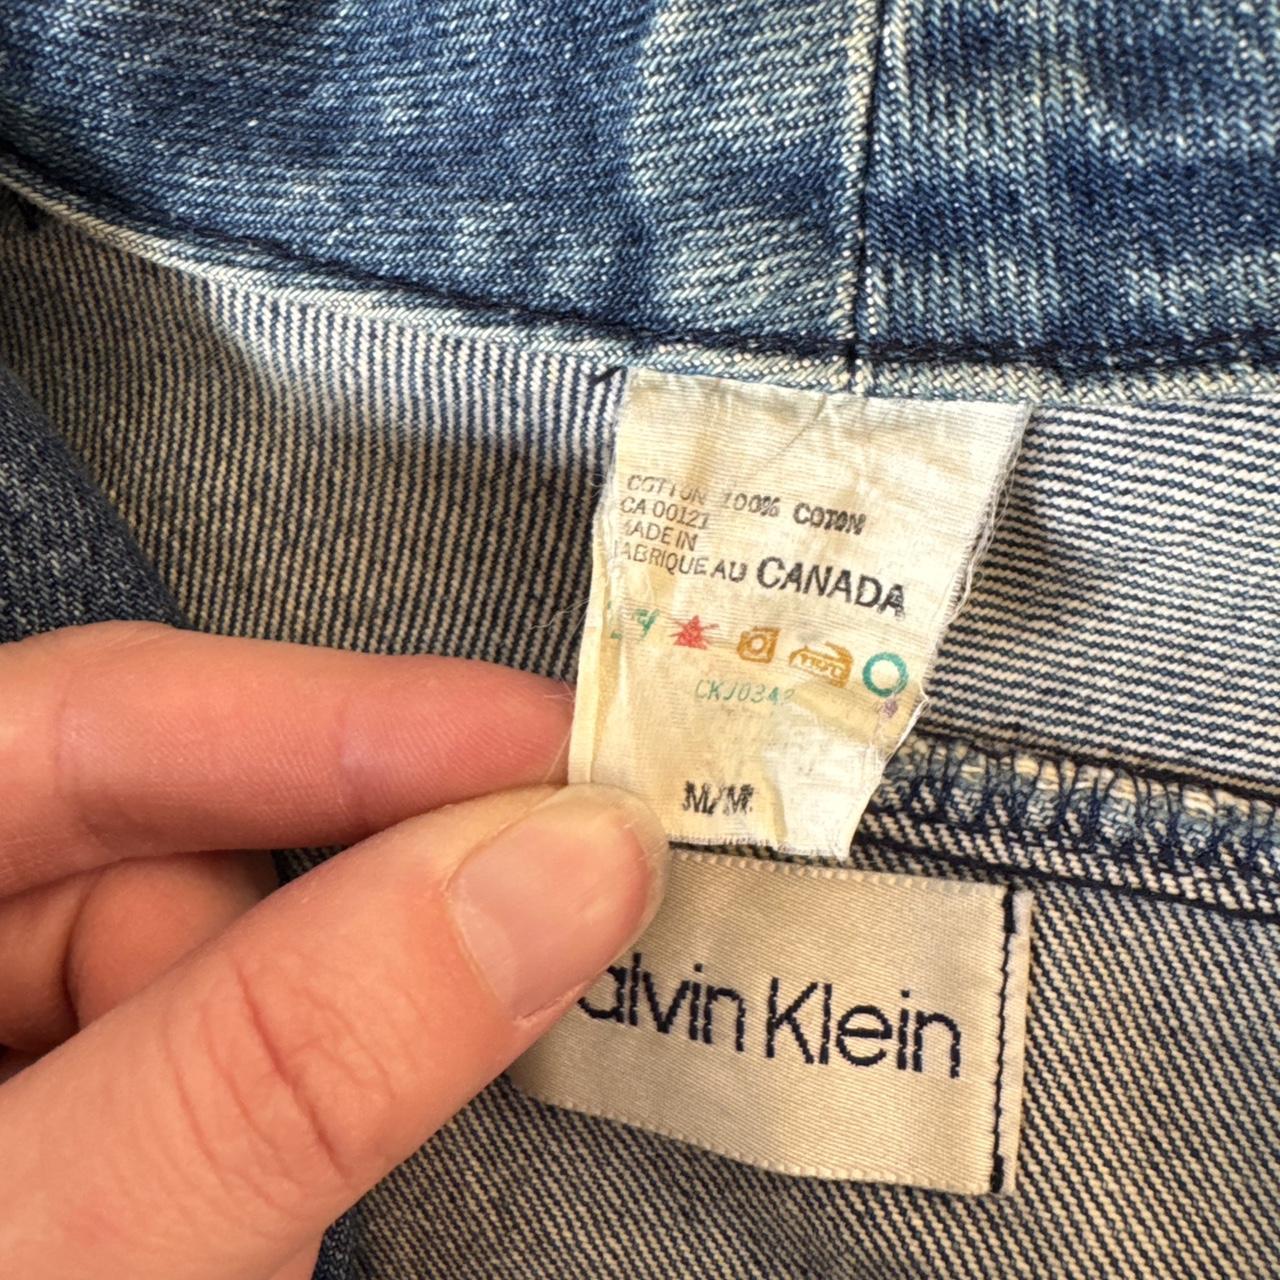 COTTON 100% COTON
CA 00121
MADE IN
FABRIQUE AU CANADA
CKJ0342
M/M
alvin Klein